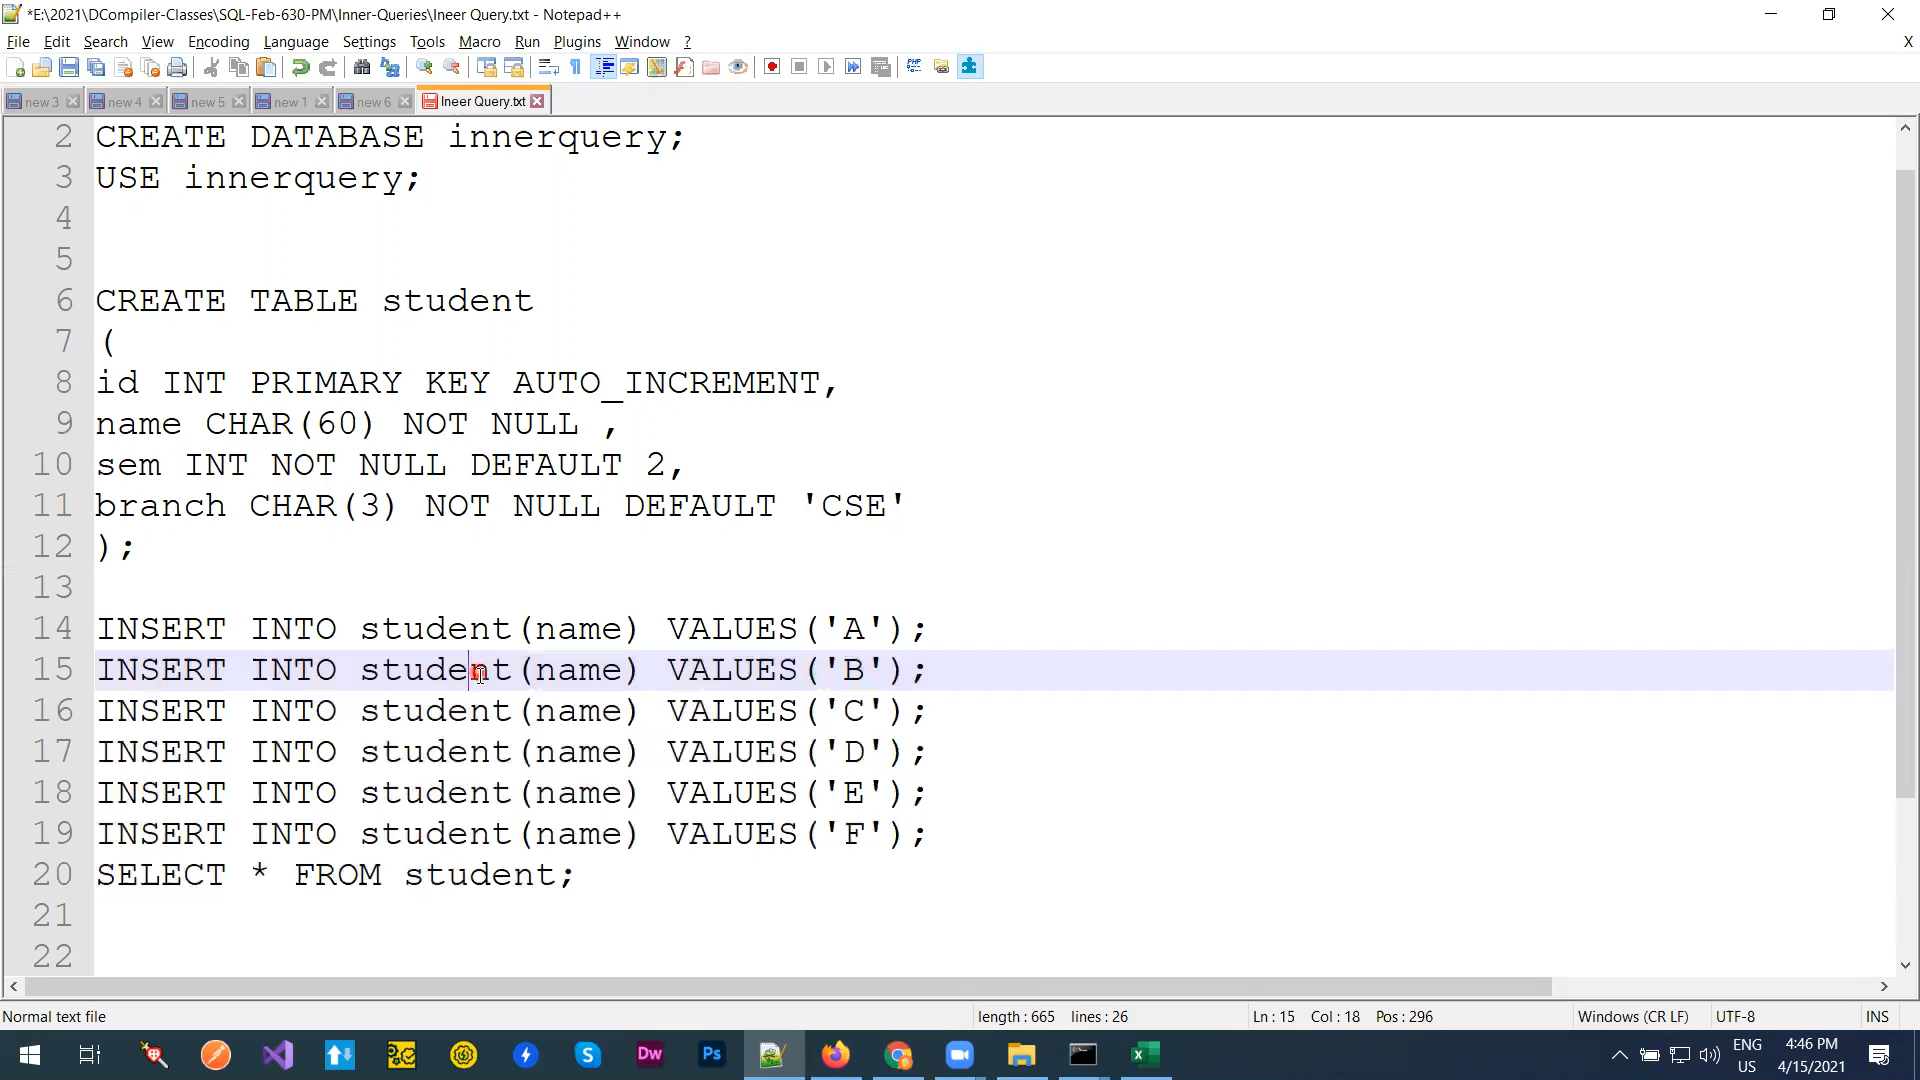 *E:\2021\DCompiler-Classes\SQL-Feb-630-PM\Inner-Queries\Ineer Query.txt - Notepad++
File Edit Search View Encoding Language Settings Tools Macro Run Plugins Window ? X
new 3 new 4 new 5 new 1 new 6 Ineer Query.txt
2 CREATE DATABASE innerquery;
3 USE innerquery;
4
5
6 CREATE TABLE student
7 (
8 id INT PRIMARY KEY AUTO_INCREMENT,
9 name CHAR(60) NOT NULL ,
10 sem INT NOT NULL DEFAULT 2,
11 branch CHAR(3) NOT NULL DEFAULT 'CSE'
12 );
13
14 INSERT INTO student(name) VALUES('A');
15 INSERT INTO student(name) VALUES('B');
16 INSERT INTO student(name) VALUES('C');
17 INSERT INTO student(name) VALUES('D');
18 INSERT INTO student(name) VALUES('E');
19 INSERT INTO student(name) VALUES('F');
20 SELECT * FROM student;
21
22
Normal text file length : 665 lines : 26 Ln : 15 Col : 18 Pos : 296 Windows (CR LF) UTF-8 INS
Dw Ps ENG 4:46 PM
US 4/15/2021